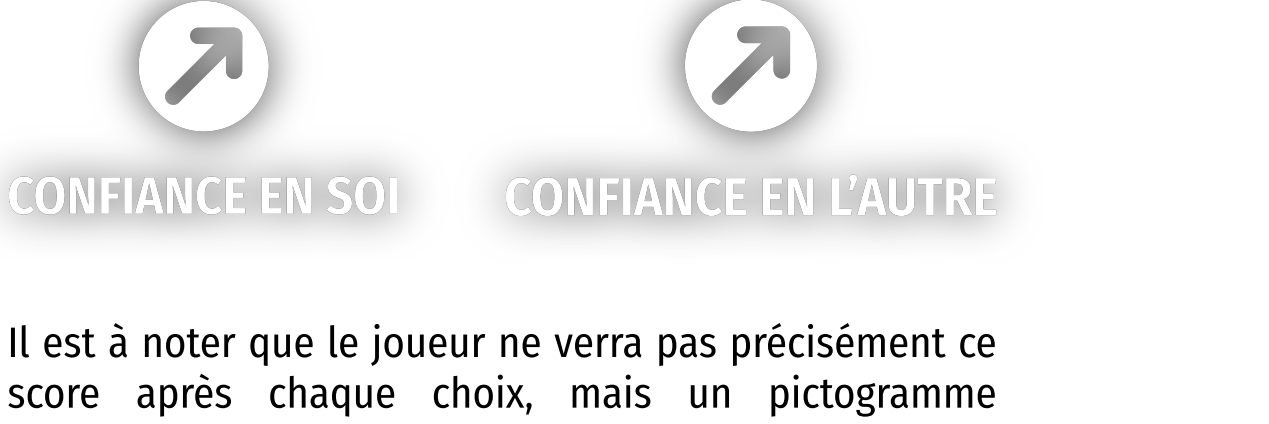 CONFIANCE EN SOI
CONFIANCE EN L’AUTRE
Il est à noter que le joueur ne verra pas précisément ce
score après chaque choix, mais un pictogramme